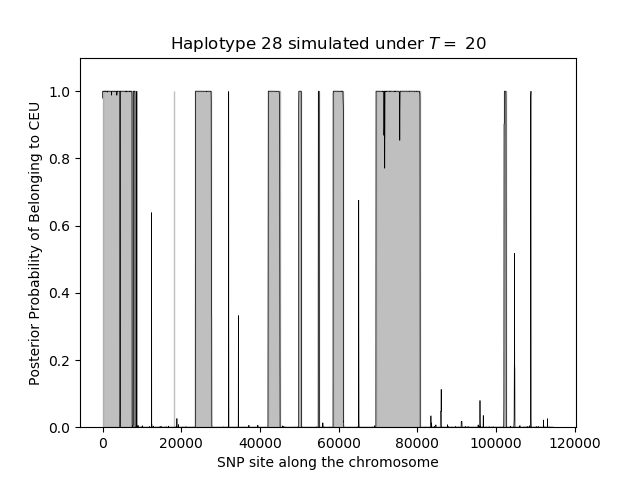 Haplotype 28 simulated under T = 20
Posterior Probability of Belonging to CEU
1.0
0.8
0.6
0.4
0.2
0.0
0 20000 40000 60000 80000 100000 120000
SNP site along the chromosome